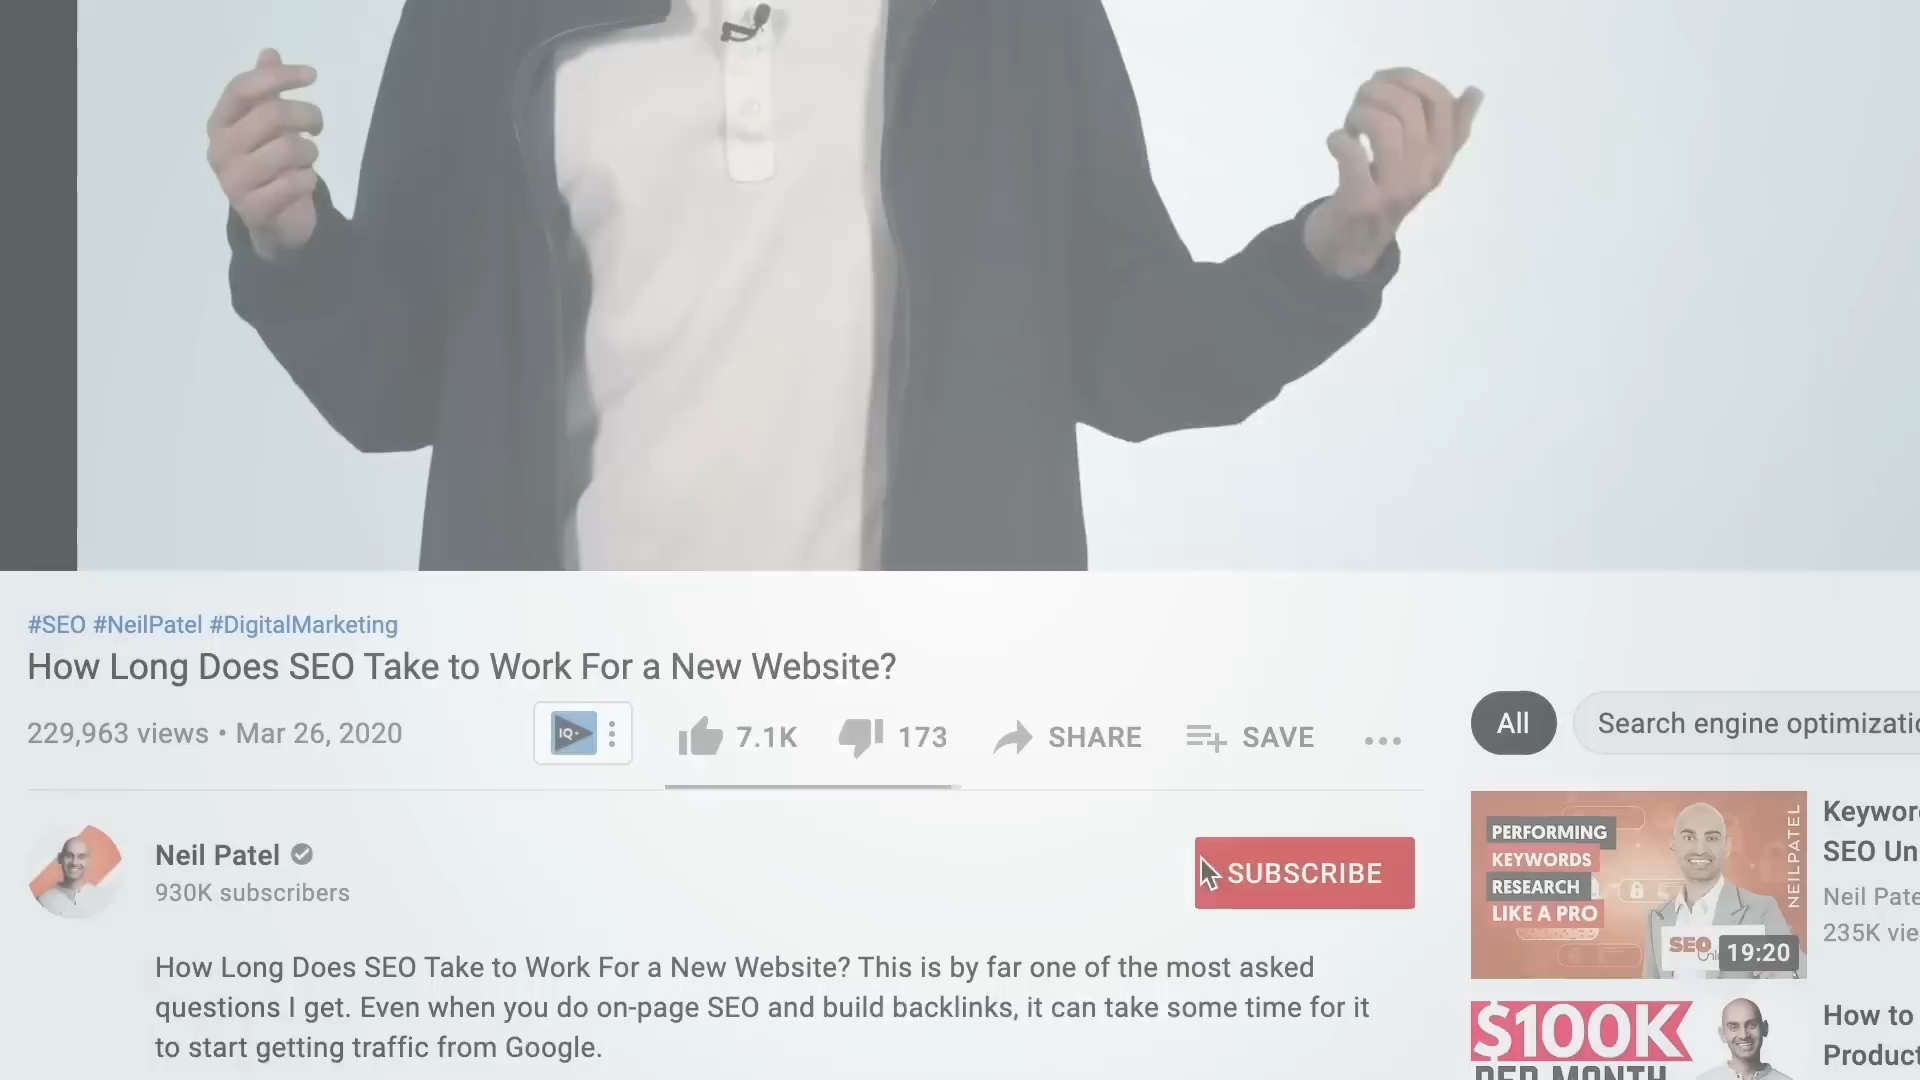 #SEO #NeilPatel #DigitalMarketing
How Long Does SEO Take to Work For a New Website?
229,963 views • Mar 26, 2020
IQ+
7.1K
173
SHARE
SAVE
Neil Patel
930K subscribers
SUBSCRIBE
How Long Does SEO Take to Work For a New Website? This is by far one of the most asked
questions I get. Even when you do on-page SEO and build backlinks, it can take some time for it
to start getting traffic from Google.
All
Search engine optimizatio
PERFORMING
KEYWORDS
RESEARCH
LIKE A PRO
NEILPATEL
SEO
19:20
Keyword
SEO Un
Neil Pate
235K vie
$100K
PER MONTH
How to
Product